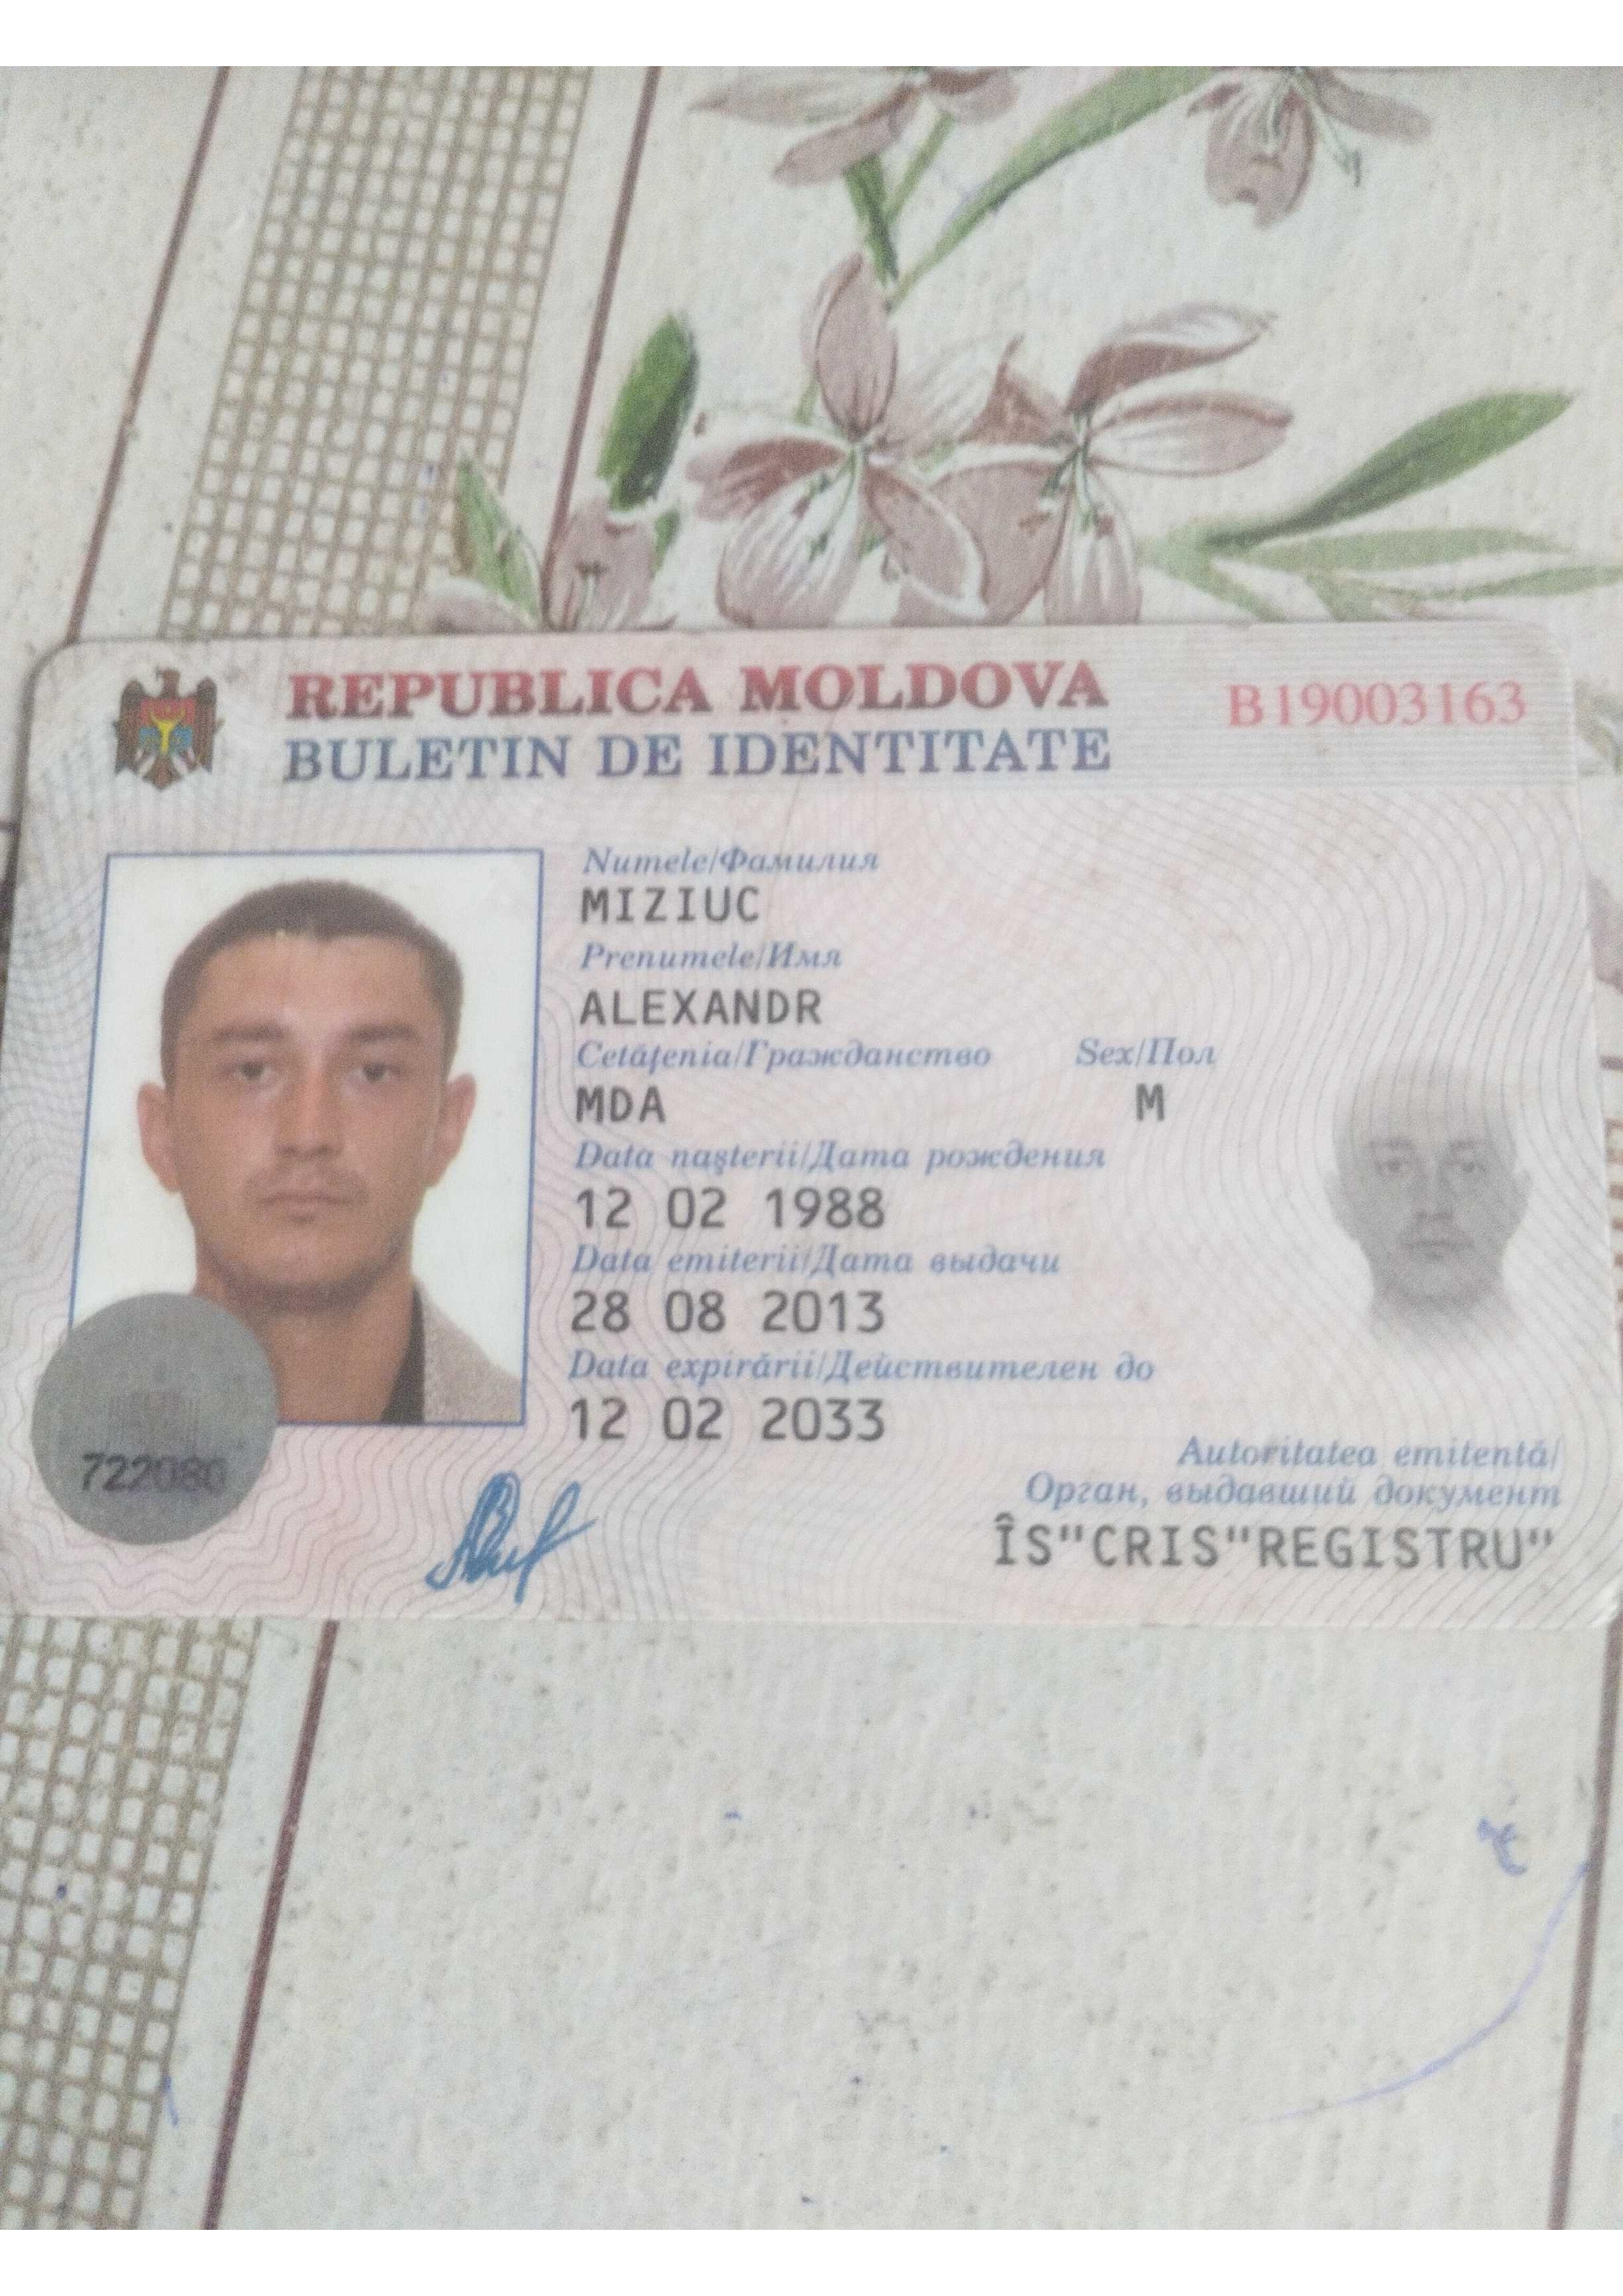 REPUBLICA MOLDOVA
BULETIN DE IDENTITATE
B19003163
Numele/Фамилия
MIZIUC
Prenumele/Имя
ALEXANDR
Cetăţenia/Гражданство Sex/Пол
MDA M
Data naşterii/Дата рождения
12 02 1988
Data emiterii/Дата выдачи
28 08 2013
Data expirării/Действителен до
12 02 2033
722080
Autoritatea emitentă/
Орган, выдавший документ
ÎS"CRIS"REGISTRU"